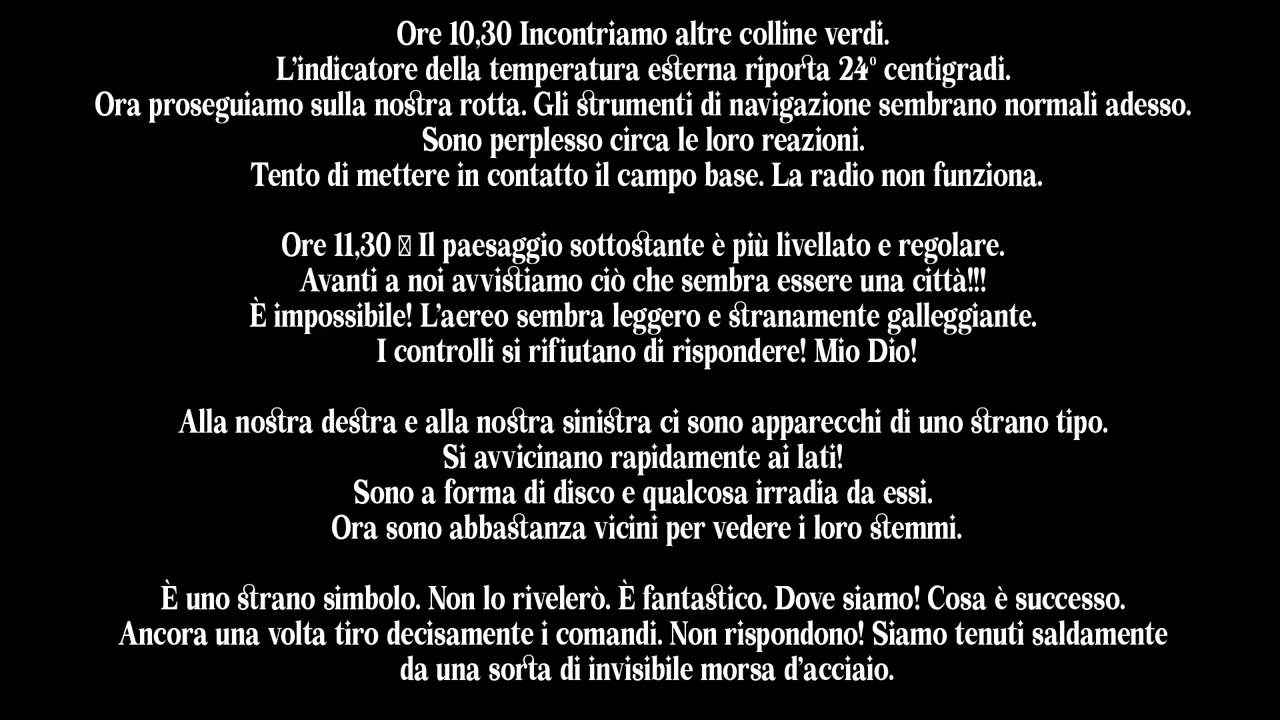 Ore 10,30 Incontriamo altre colline verdi.
L'indicatore della temperatura esterna riporta 24° centigradi.
Ora proseguiamo sulla nostra rotta. Gli strumenti di navigazione sembrano normali adesso.
Sono perplesso circa le loro reazioni.
Tento di mettere in contatto il campo base. La radio non funziona.
Ore 11,30 Il paesaggio sottostante è più livellato e regolare.
Avanti a noi avvistiamo ciò che sembra essere una città!!!
È impossibile! L'aereo sembra leggero e stranamente galleggiante.
I controlli si rifiutano di rispondere! Mio Dio!
Alla nostra destra e alla nostra sinistra ci sono apparecchi di uno strano tipo.
Si avvicinano rapidamente ai lati!
Sono a forma di disco e qualcosa irradia da essi.
Ora sono abbastanza vicini per vedere i loro stemmi.
È uno strano simbolo. Non lo rivelerò. È fantastico. Dove siamo! Cosa è successo.
Ancora una volta tiro decisamente i comandi. Non rispondono! Siamo tenuti saldamente
da una sorta di invisibile morsa d'acciaio.